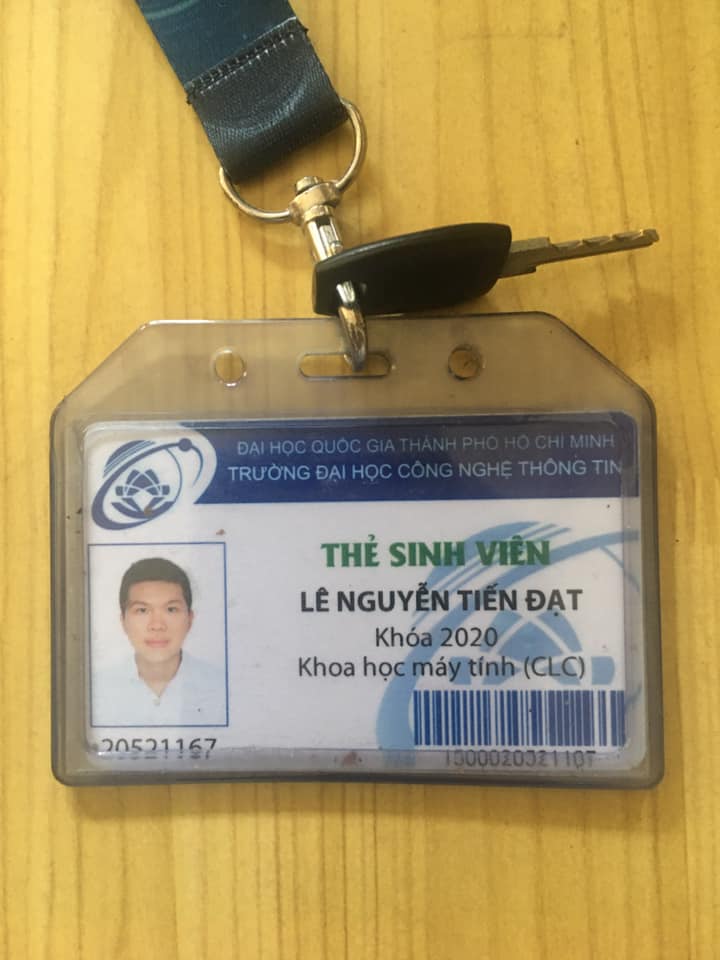 ĐẠI HỌC QUỐC GIA THÀNH PHỐ HỒ CHÍ MINH
TRƯỜNG ĐẠI HỌC CÔNG NGHỆ THÔNG TIN
THẺ SINH VIÊN
LÊ NGUYỄN TIẾN ĐẠT
Khóa 2020
Khoa học máy tính (CLC)
20521167